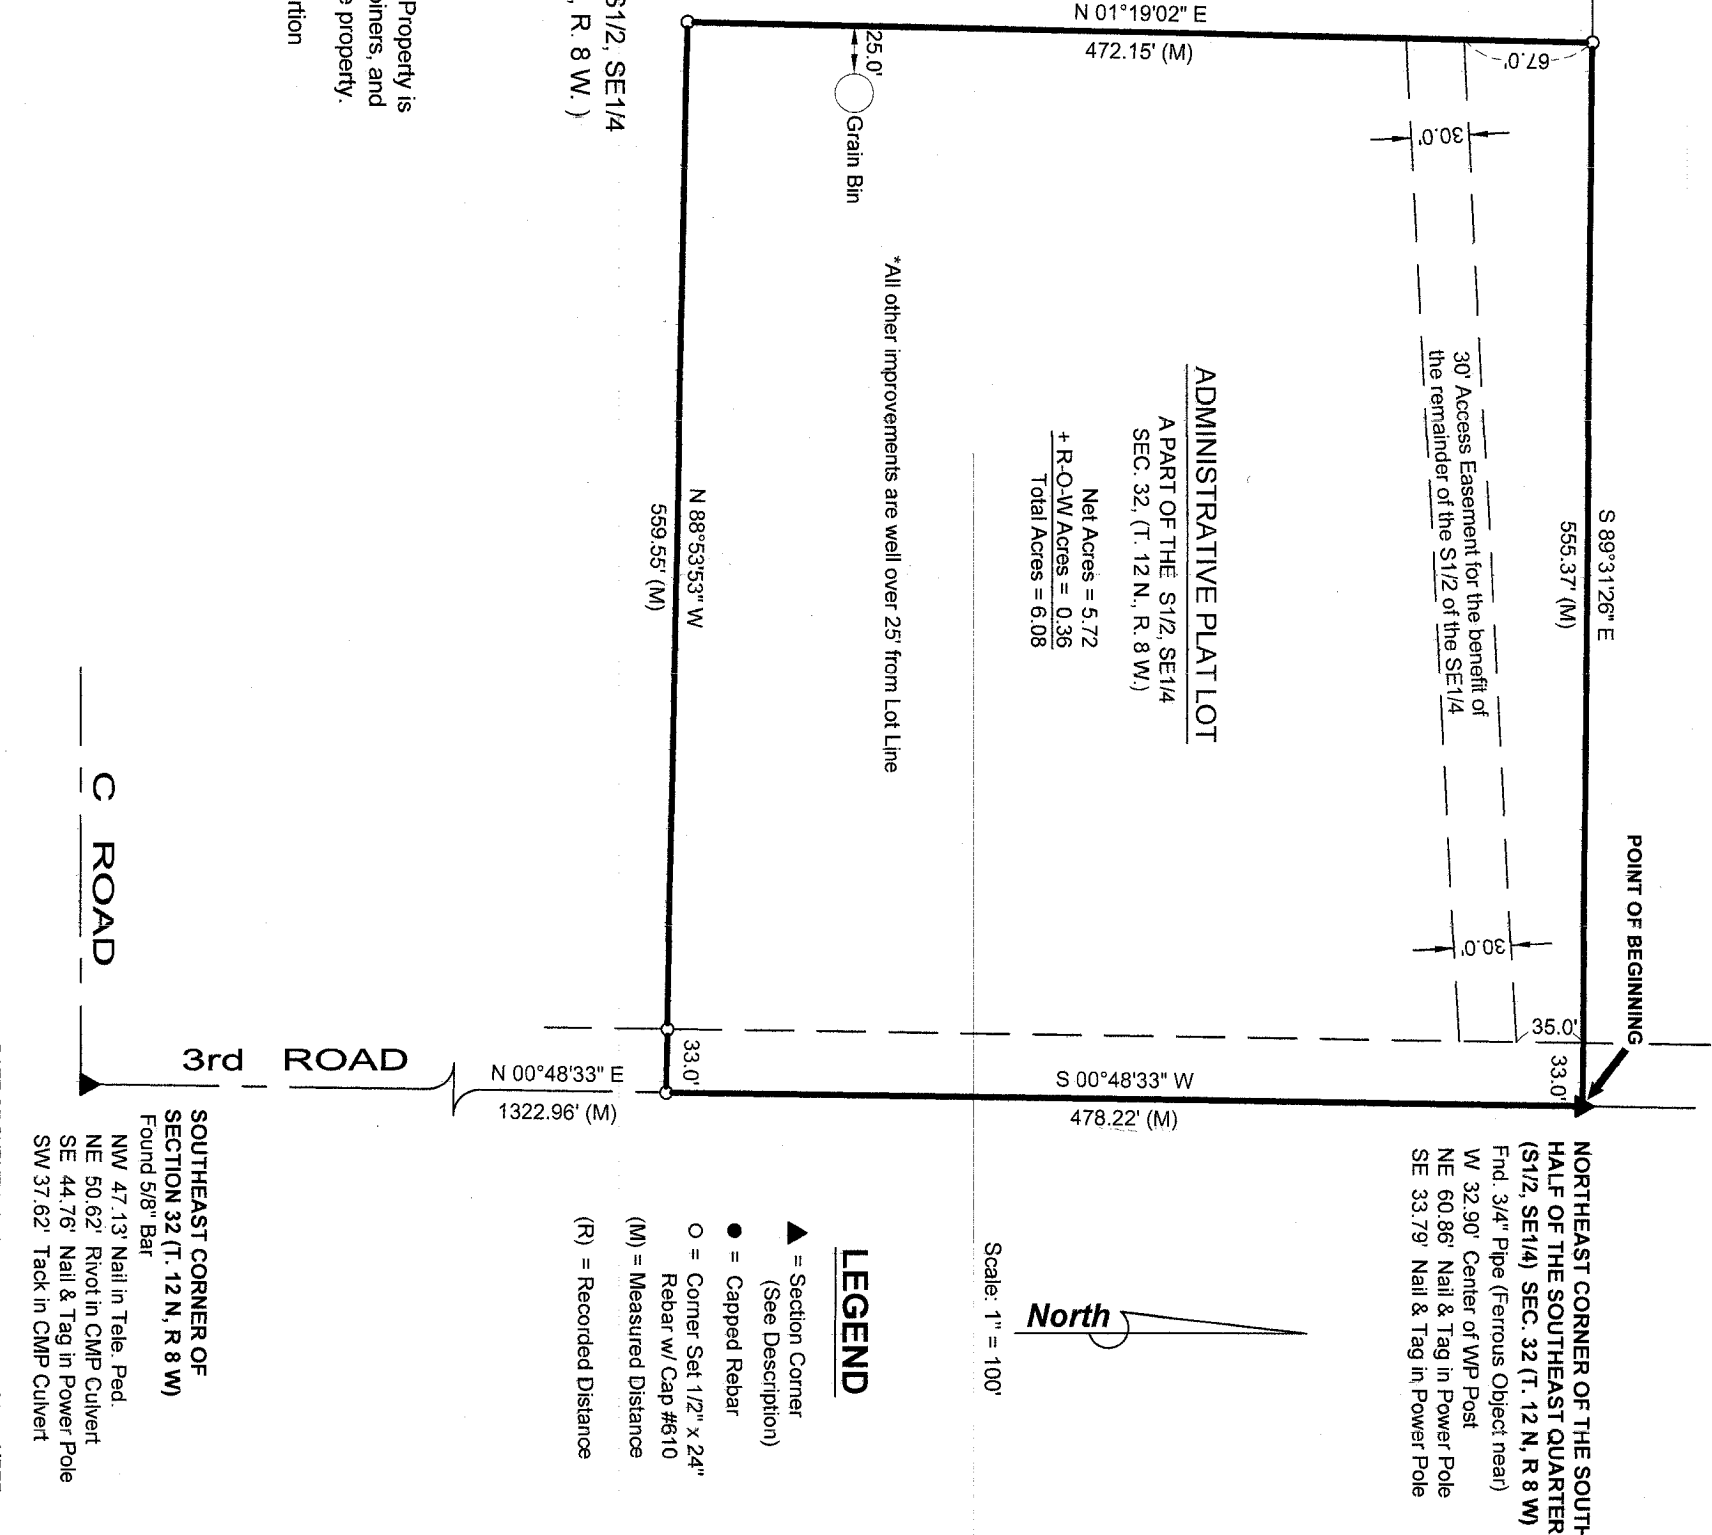 N 01°19'02" E
472.15' (M)
67.0'
30.0'
25.0'
Grain Bin
S1/2, SE1/4
, R. 8 W. )
Property is
iners, and
property.
rtion
S 89°31'26" E
555.37' (M)
30' Access Easement for the benefit of
the remainder of the S1/2 of the SE1/4
ADMINISTRATIVE PLAT LOT
A PART OF THE S1/2, SE1/4
SEC. 32, (T. 12 N., R. 8 W.)
Net Acres = 5.72
+ R-O-W Acres = 0.36
Total Acres = 6.08
*All other improvements are well over 25' from Lot Line
N 88°53'53" W
559.55' (M)
POINT OF BEGINNING
30.0'
35.0'
33.0'
33.0'
S 00°48'33" W
478.22' (M)
N 00°48'33" E
1322.96' (M)
3rd ROAD
C ROAD
NORTHEAST CORNER OF THE SOUTH
HALF OF THE SOUTHEAST QUARTER
(S1/2, SE1/4) SEC. 32 (T. 12 N, R 8 W)
Fnd. 3/4" Pipe (Ferrous Object near)
W 32.90' Center of WP Post
NE 60.86' Nail & Tag in Power Pole
SE 33.79' Nail & Tag in Power Pole
North
Scale: 1" = 100'
LEGEND
= Section Corner
(See Description)
= Capped Rebar
= Corner Set 1/2" x 24"
Rebar w/ Cap #610
(M) = Measured Distance
(R) = Recorded Distance
SOUTHEAST CORNER OF
SECTION 32 (T. 12 N, R 8 W)
Found 5/8" Bar
NW 47.13' Nail in Tele. Ped.
NE 50.62' Rivot in CMP Culvert
SE 44.76' Nail & Tag in Power Pole
SW 37.62' Tack in CMP Culvert